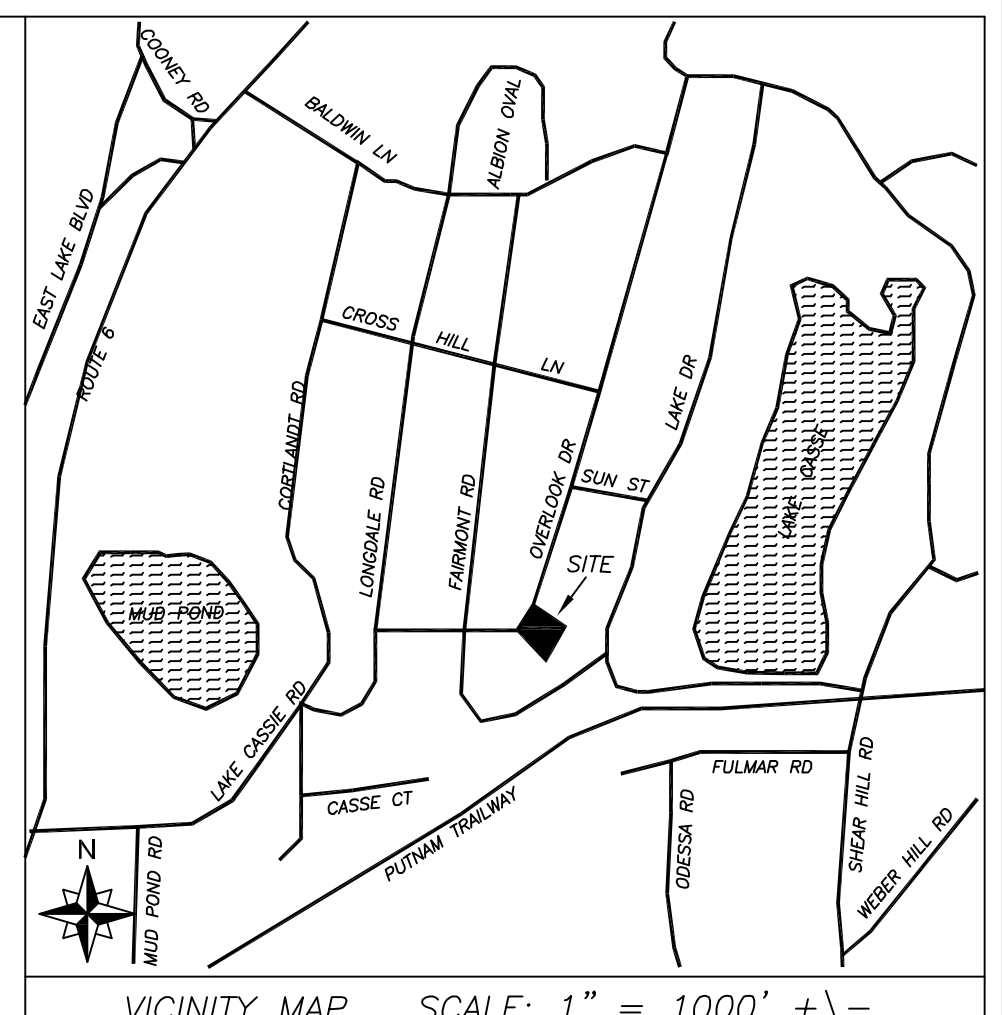 COONEY RD
BALDWIN LN
ALBION OVAL
EAST LAKE BLVD
ROUTE 6
CROSS HILL LN
CORTLANDT RD
LAKE DR
LONGDALE RD
FAIRMONT RD
OVERLOOK DR
SUN ST
LAKE CASSE
SITE
MUD POND
LAKE CASSIE RD
CASSE CT
PUTNAM TRAILWAY
FULMAR RD
ODESSA RD
SHEAR HILL RD
WEBER HILL RD
N
MUD POND RD
VICINITY MAP SCALE: 1" = 1000' +\-